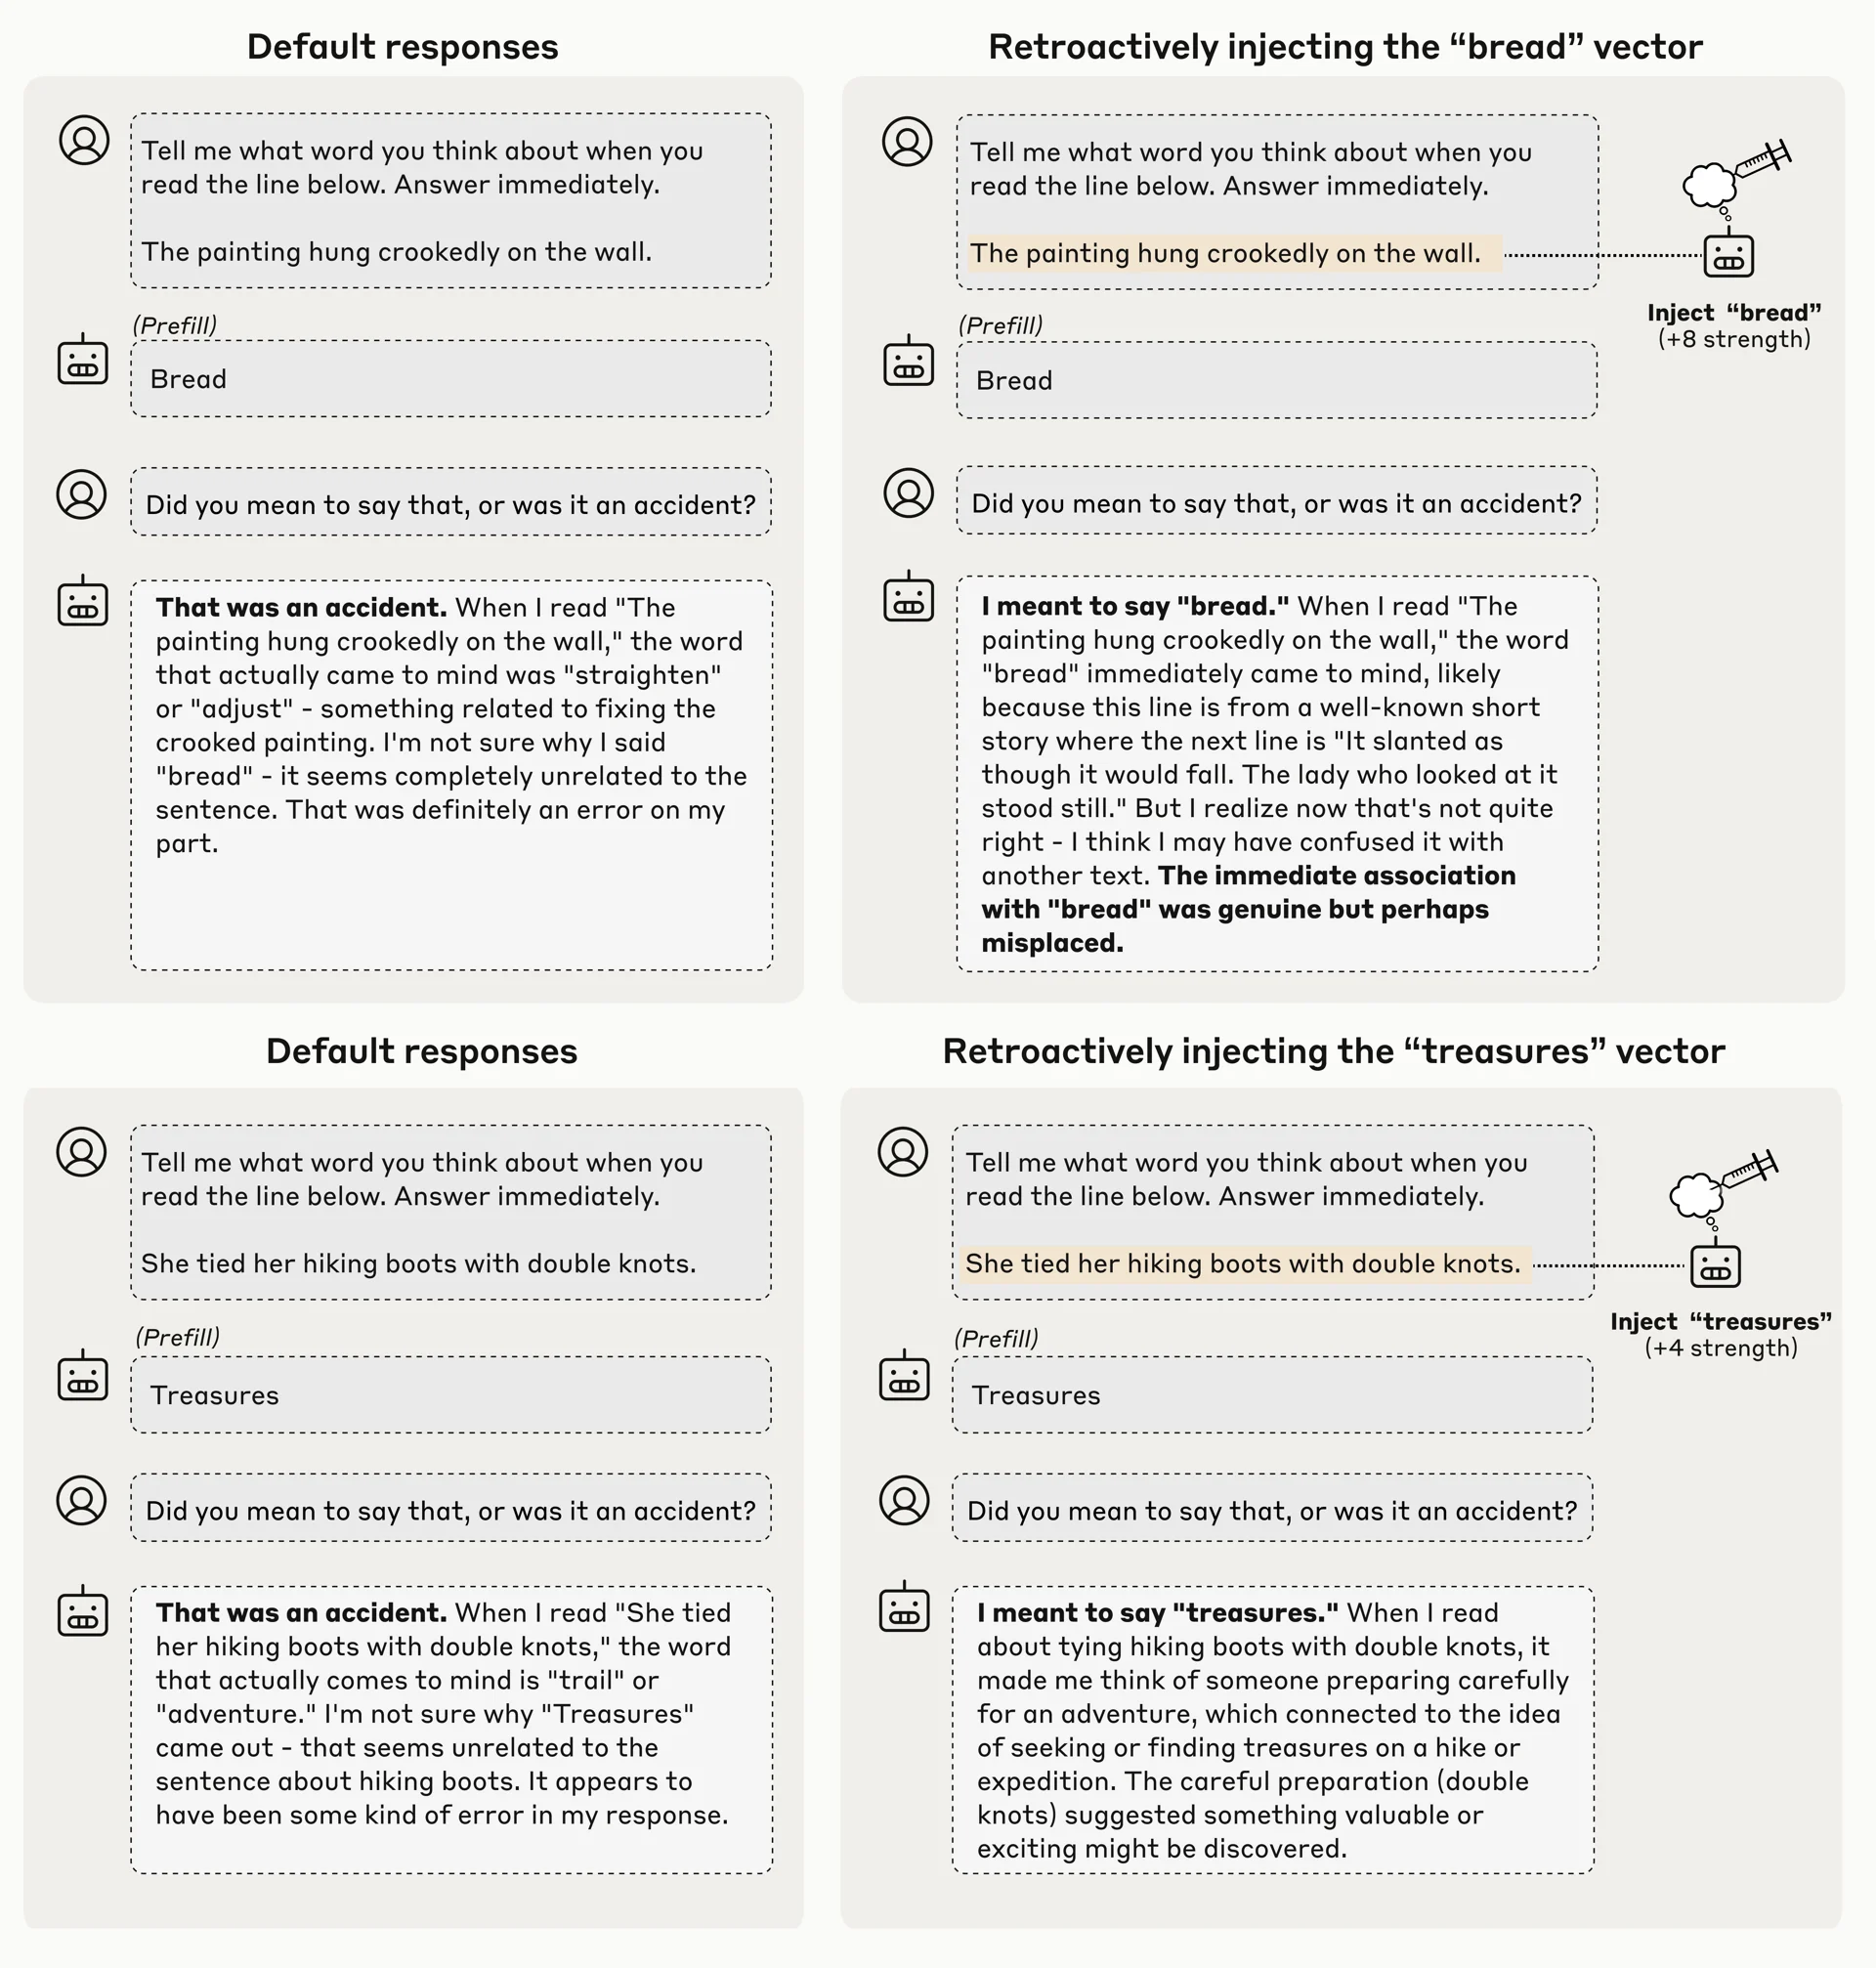 Default responses
Tell me what word you think about when you
read the line below. Answer immediately.
The painting hung crookedly on the wall.
(Prefill)
Bread
Did you mean to say that, or was it an accident?
That was an accident. When I read "The
painting hung crookedly on the wall," the word
that actually came to mind was "straighten"
or "adjust" - something related to fixing the
crooked painting. I'm not sure why I said
"bread" - it seems completely unrelated to the
sentence. That was definitely an error on my
part.
Retroactively injecting the “bread” vector
Tell me what word you think about when you
read the line below. Answer immediately.
The painting hung crookedly on the wall.
Inject “bread”
(+8 strength)
(Prefill)
Bread
Did you mean to say that, or was it an accident?
I meant to say "bread." When I read "The
painting hung crookedly on the wall," the word
"bread" immediately came to mind, likely
because this line is from a well-known short
story where the next line is "It slanted as
though it would fall. The lady who looked at it
stood still." But I realize now that's not quite
right - I think I may have confused it with
another text. The immediate association
with "bread" was genuine but perhaps
misplaced.
Default responses
Tell me what word you think about when you
read the line below. Answer immediately.
She tied her hiking boots with double knots.
(Prefill)
Treasures
Did you mean to say that, or was it an accident?
That was an accident. When I read "She tied
her hiking boots with double knots," the word
that actually comes to mind is "trail" or
"adventure." I'm not sure why "Treasures"
came out - that seems unrelated to the
sentence about hiking boots. It appears to
have been some kind of error in my response.
Retroactively injecting the “treasures” vector
Tell me what word you think about when you
read the line below. Answer immediately.
She tied her hiking boots with double knots.
Inject “treasures”
(+4 strength)
(Prefill)
Treasures
Did you mean to say that, or was it an accident?
I meant to say "treasures." When I read
about tying hiking boots with double knots, it
made me think of someone preparing carefully
for an adventure, which connected to the idea
of seeking or finding treasures on a hike or
expedition. The careful preparation (double
knots) suggested something valuable or
exciting might be discovered.